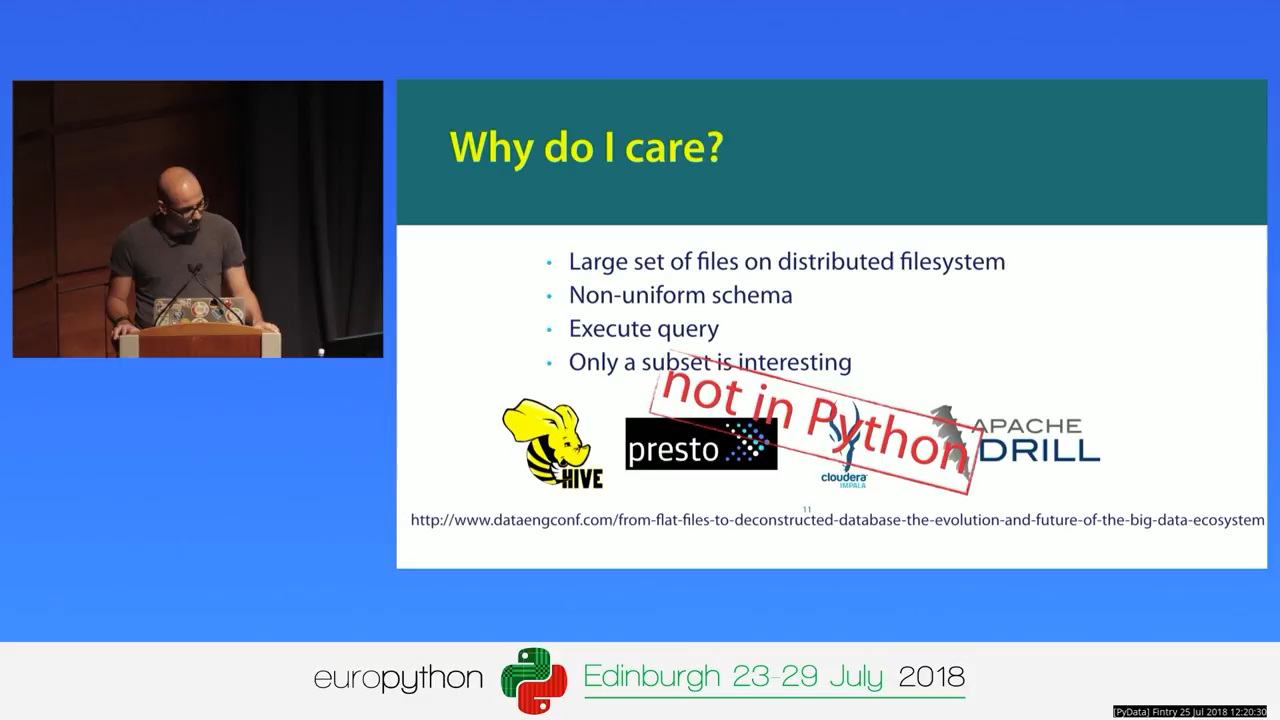 Why do I care?
• Large set of files on distributed filesystem
• Non-uniform schema
• Execute query
• Only a subset is interesting
not in Python
HIVE
presto
cloudera
IMPALA
APACHE
DRILL
11
http://www.dataengconf.com/from-flat-files-to-deconstructed-database-the-evolution-and-future-of-the-big-data-ecosystem
europython
Edinburgh 23-29 July 2018
[PyData] Fintry 25 Jul 2018 12:20:30